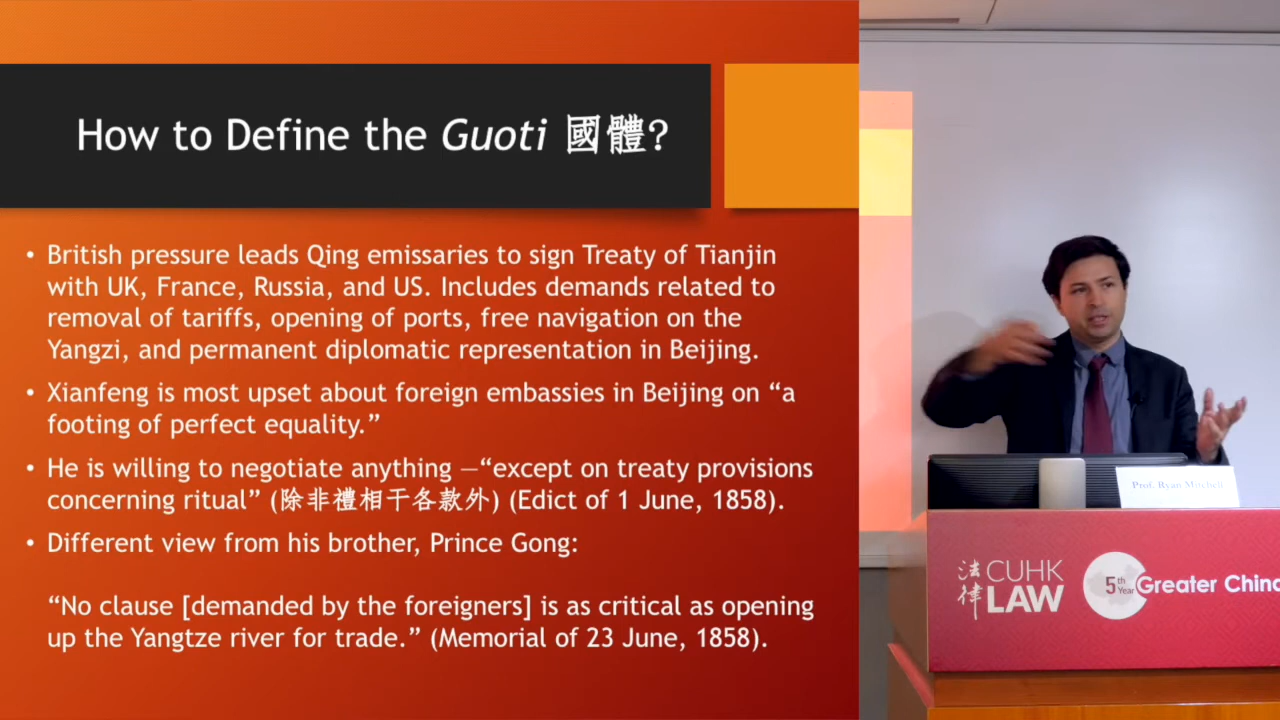 How to Define the Guoti 國體?
• British pressure leads Qing emissaries to sign Treaty of Tianjin
with UK, France, Russia, and US. Includes demands related to
removal of tariffs, opening of ports, free navigation on the
Yangzi, and permanent diplomatic representation in Beijing.
• Xianfeng is most upset about foreign embassies in Beijing on “a
footing of perfect equality.”
• He is willing to negotiate anything —“except on treaty provisions
concerning ritual” (除非禮相干各款外) (Edict of 1 June, 1858).
• Different view from his brother, Prince Gong:
“No clause [demanded by the foreigners] is as critical as opening
up the Yangtze river for trade.” (Memorial of 23 June, 1858).
Prof. Ryan Mitchell
法律
CUHK
LAW
5th
Year
Greater China